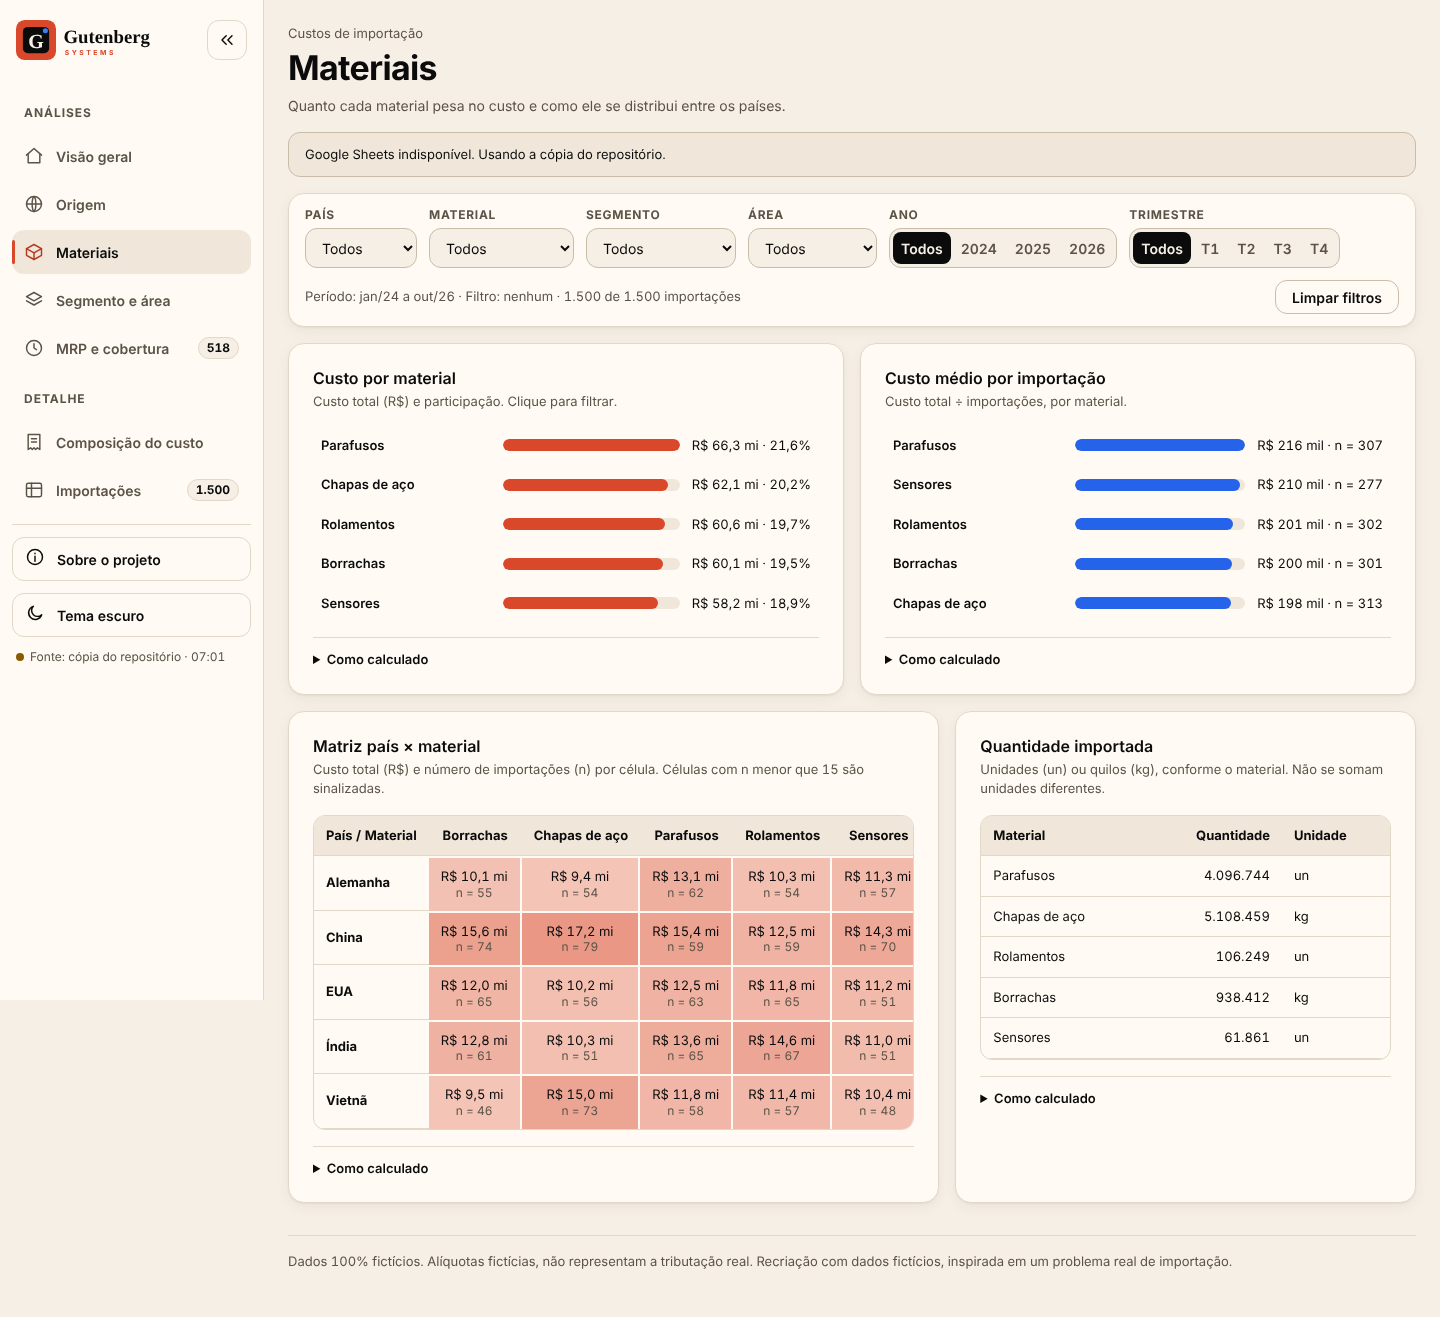 G Gutenberg
SYSTEMS
ANÁLISES
Visão geral
Origem
Materiais
Segmento e área
MRP e cobertura 518
DETALHE
Composição do custo
Importações 1.500
Sobre o projeto
Tema escuro
Fonte: cópia do repositório · 07:01
Custos de importação
Materiais
Quanto cada material pesa no custo e como ele se distribui entre os países.
Google Sheets indisponível. Usando a cópia do repositório.
PAÍS MATERIAL SEGMENTO ÁREA ANO TRIMESTRE
Todos Todos Todos Todos Todos 2024 2025 2026 Todos T1 T2 T3 T4
Período: jan/24 a out/26 · Filtro: nenhum · 1.500 de 1.500 importações Limpar filtros
Custo por material
Custo total (R$) e participação. Clique para filtrar.
Parafusos R$ 66,3 mi · 21,6%
Chapas de aço R$ 62,1 mi · 20,2%
Rolamentos R$ 60,6 mi · 19,7%
Borrachas R$ 60,1 mi · 19,5%
Sensores R$ 58,2 mi · 18,9%
Como calculado
Custo médio por importação
Custo total ÷ importações, por material.
Parafusos R$ 216 mil · n = 307
Sensores R$ 210 mil · n = 277
Rolamentos R$ 201 mil · n = 302
Borrachas R$ 200 mil · n = 301
Chapas de aço R$ 198 mil · n = 313
Como calculado
Matriz país × material
Custo total (R$) e número de importações (n) por célula. Células com n menor que 15 são
sinalizadas.
País / Material Borrachas Chapas de aço Parafusos Rolamentos Sensores
Alemanha R$ 10,1 mi R$ 9,4 mi R$ 13,1 mi R$ 10,3 mi R$ 11,3 mi
n = 55 n = 54 n = 62 n = 54 n = 57
China R$ 15,6 mi R$ 17,2 mi R$ 15,4 mi R$ 12,5 mi R$ 14,3 mi
n = 74 n = 79 n = 59 n = 59 n = 70
EUA R$ 12,0 mi R$ 10,2 mi R$ 12,5 mi R$ 11,8 mi R$ 11,2 mi
n = 65 n = 56 n = 63 n = 65 n = 51
Índia R$ 12,8 mi R$ 10,3 mi R$ 13,6 mi R$ 14,6 mi R$ 11,0 mi
n = 61 n = 51 n = 65 n = 67 n = 51
Vietnã R$ 9,5 mi R$ 15,0 mi R$ 11,8 mi R$ 11,4 mi R$ 10,4 mi
n = 46 n = 73 n = 58 n = 57 n = 48
Como calculado
Quantidade importada
Unidades (un) ou quilos (kg), conforme o material. Não se somam
unidades diferentes.
Material Quantidade Unidade
Parafusos 4.096.744 un
Chapas de aço 5.108.459 kg
Rolamentos 106.249 un
Borrachas 938.412 kg
Sensores 61.861 un
Como calculado
Dados 100% fictícios. Alíquotas fictícias, não representam a tributação real. Recriação com dados fictícios, inspirada em um problema real de importação.